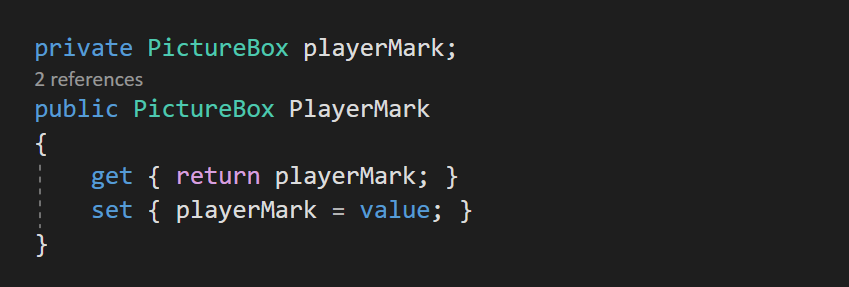 private PictureBox playerMark;
2 references
public PictureBox PlayerMark
{
    get { return playerMark; }
    set { playerMark = value; }
}